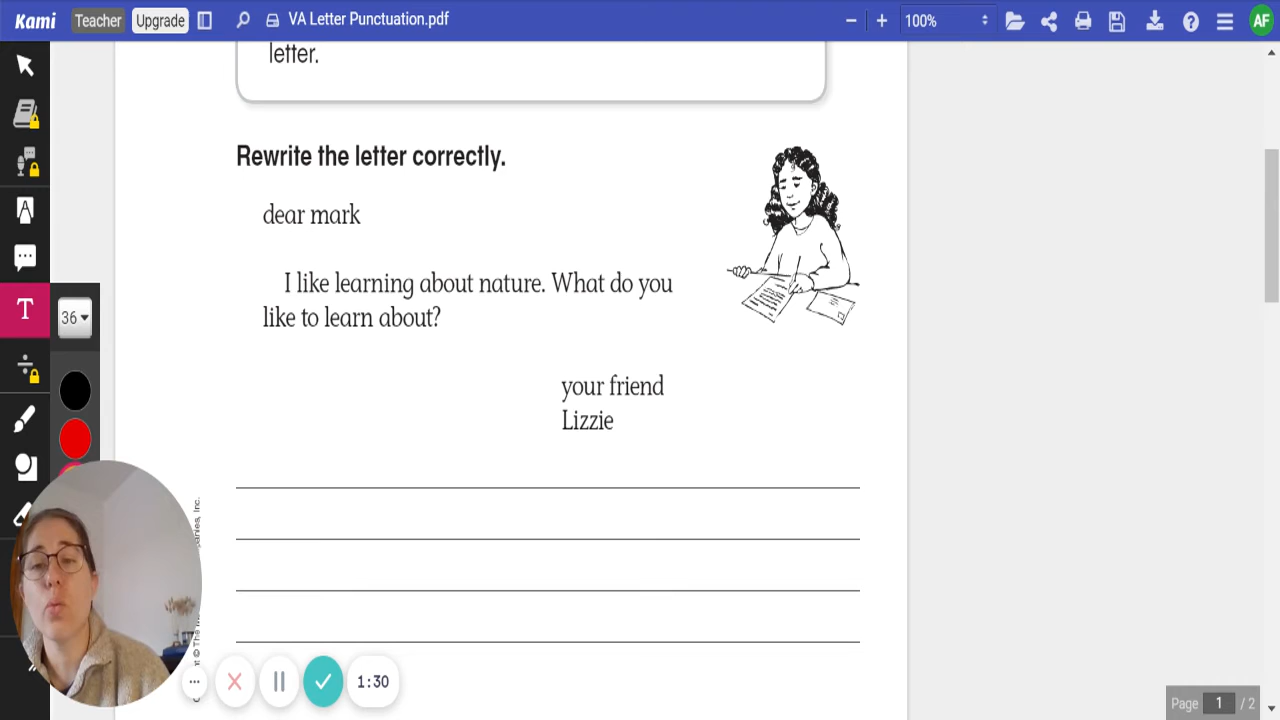 Kami Teacher Upgrade VA Letter Punctuation.pdf 100% AF
letter.
Rewrite the letter correctly.
dear mark
I like learning about nature. What do you
like to learn about?
your friend
Lizzie
T 36
1:30
Page 1 / 2